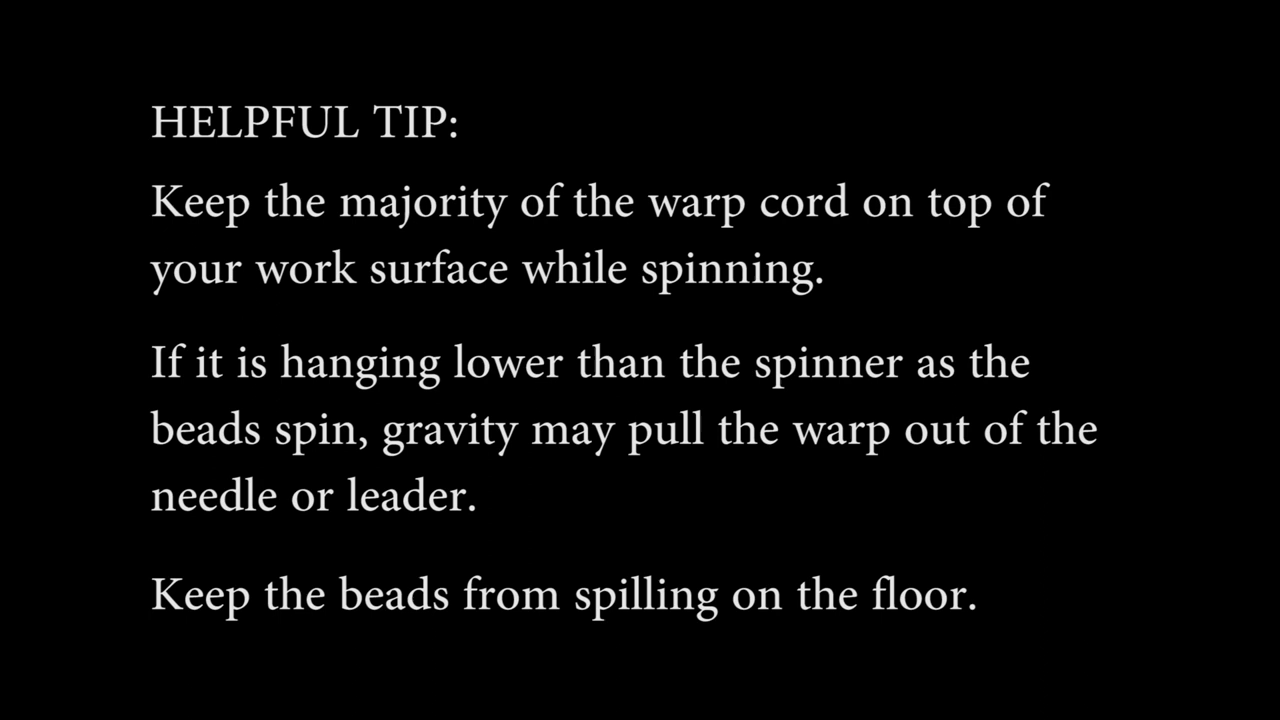 HELPFUL TIP:
Keep the majority of the warp cord on top of
your work surface while spinning.
If it is hanging lower than the spinner as the
beads spin, gravity may pull the warp out of the
needle or leader.
Keep the beads from spilling on the floor.